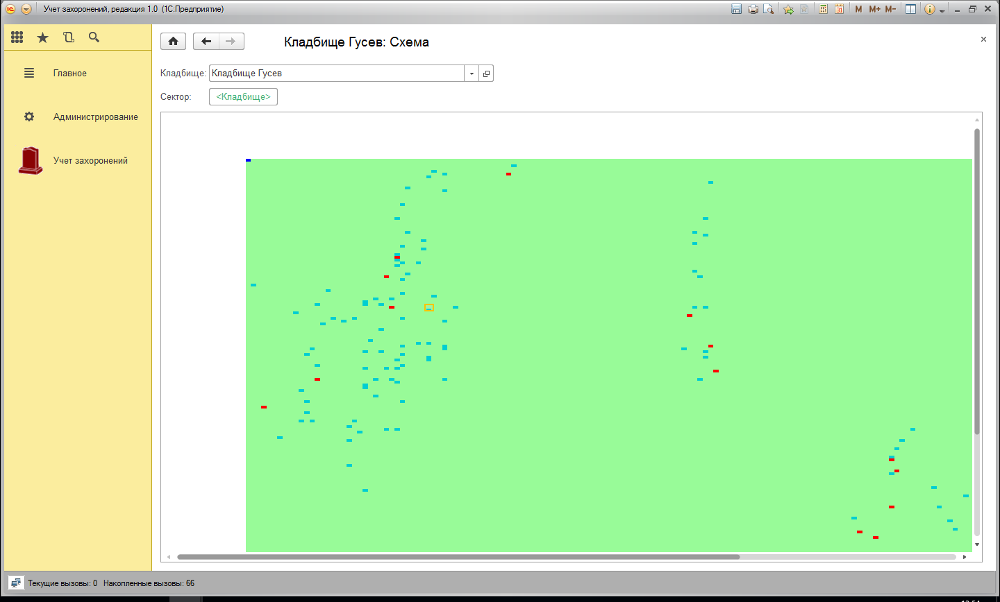 Учет захоронений, редакция 1.0 (1С:Предприятие)
31 M M+ M-
Кладбище Гусев: Схема
Главное
Кладбище: Кладбище Гусев
Сектор: <Кладбище>
Администрирование
Учет захоронений
Текущие вызовы: 0 Накопленные вызовы: 66